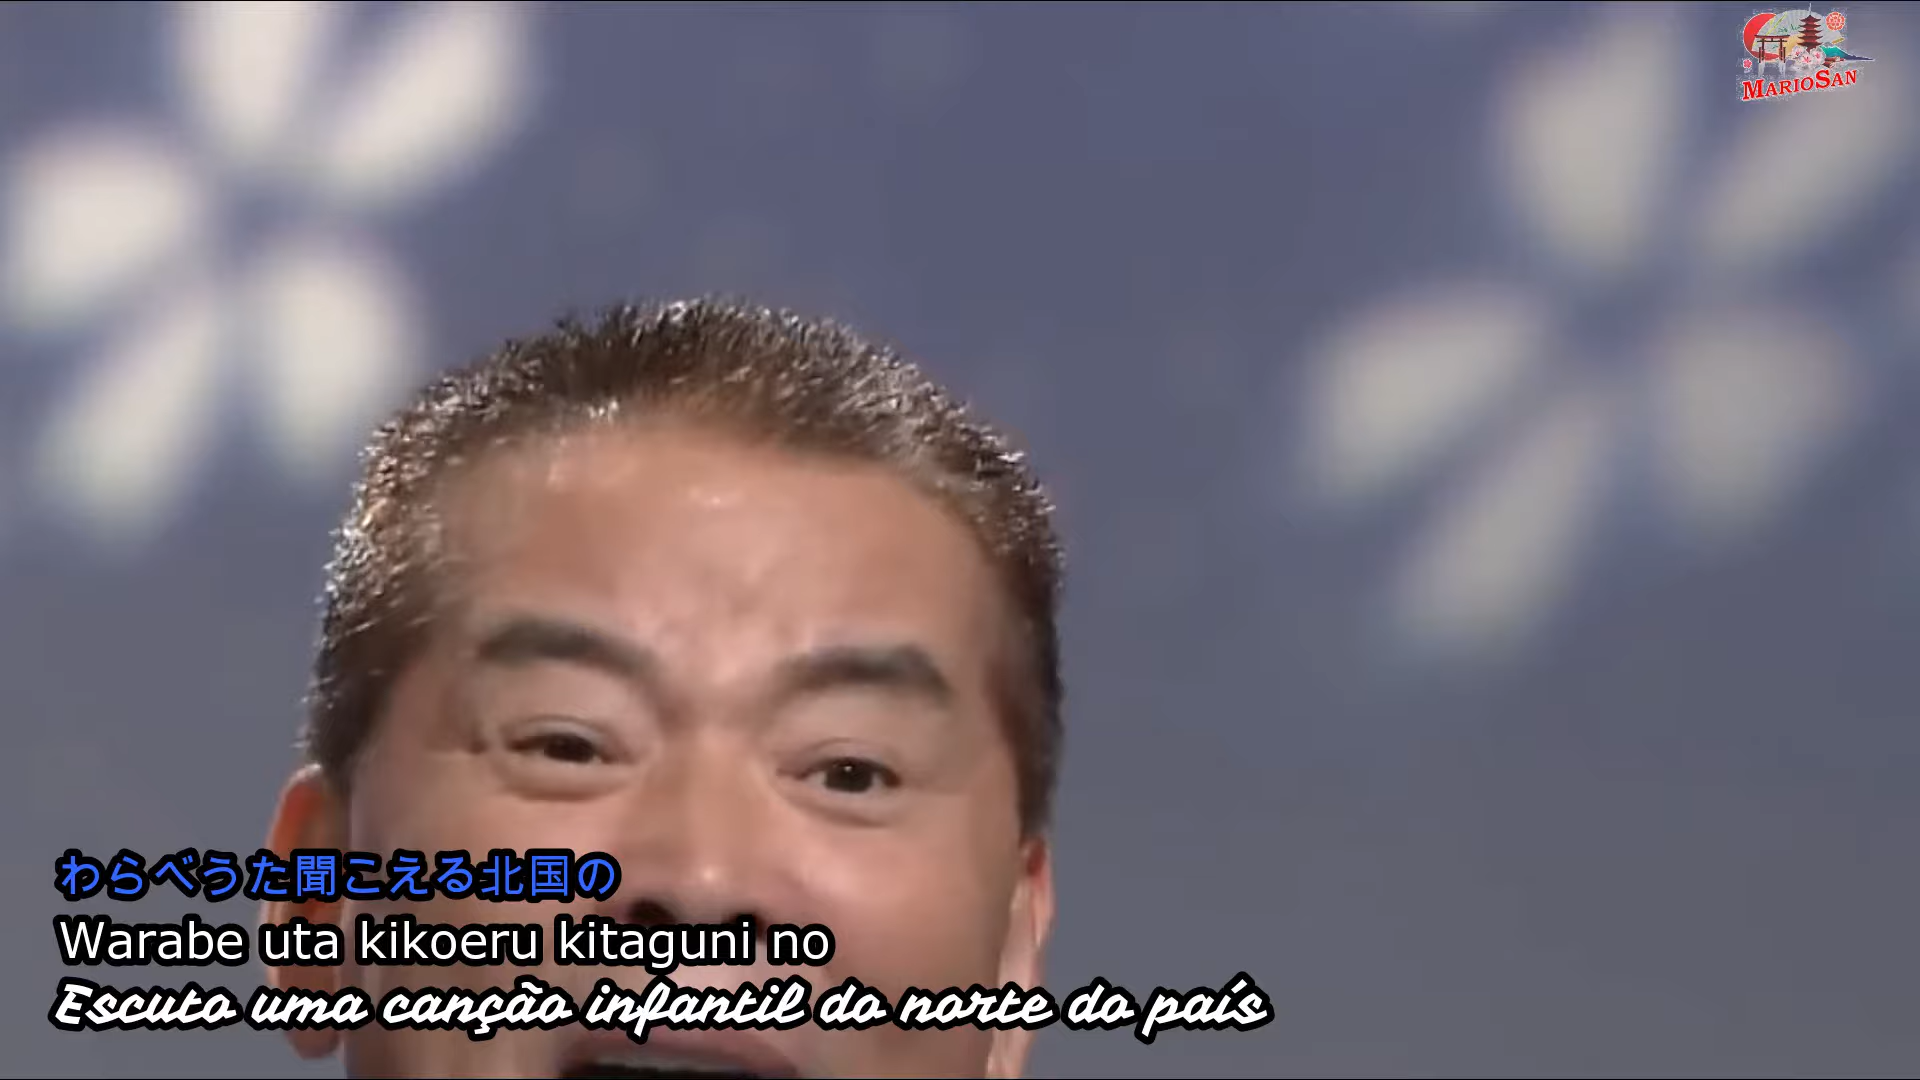 MARIOSAN
わらべうた聞こえる北国の
Warabe uta kikoeru kitaguni no
Escuto uma canção infantil do norte do país